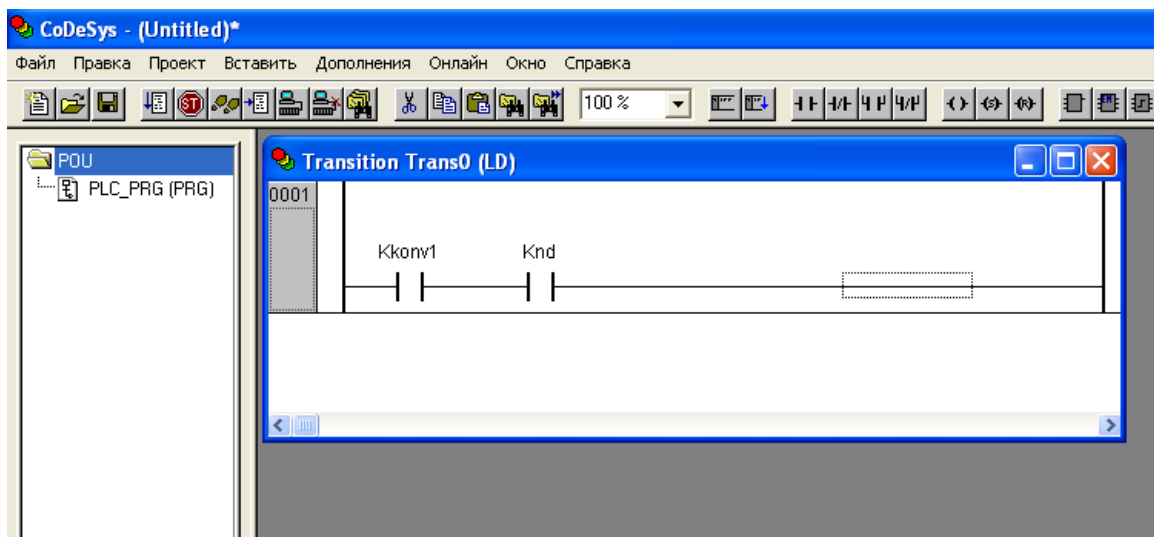 CoDeSys - (Untitled)*
Файл Правка Проект Вставить Дополнения Онлайн Окно Справка
100 %
POU
PLC_PRG (PRG)
Transition Trans0 (LD)
0001
Kkonv1 Knd